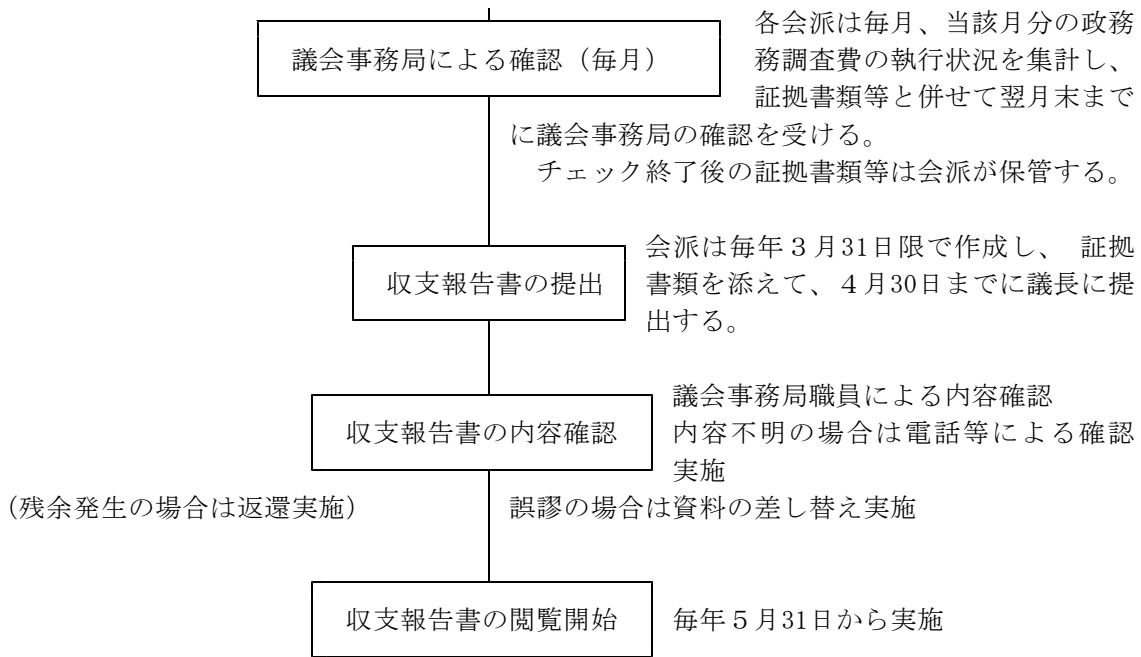 議会事務局による確認（毎月）
各会派は毎月、当該月分の政務
務調査費の執行状況を集計し、
証拠書類等と併せて翌月末まで
に議会事務局の確認を受ける。
チェック終了後の証拠書類等は会派が保管する。
収支報告書の提出
会派は毎年３月31日限で作成し、 証拠
書類を添えて、４月30日までに議長に提
出する。
収支報告書の内容確認
議会事務局職員による内容確認
内容不明の場合は電話等による確認
実施
（残余発生の場合は返還実施）
誤謬の場合は資料の差し替え実施
収支報告書の閲覧開始
毎年５月31日から実施